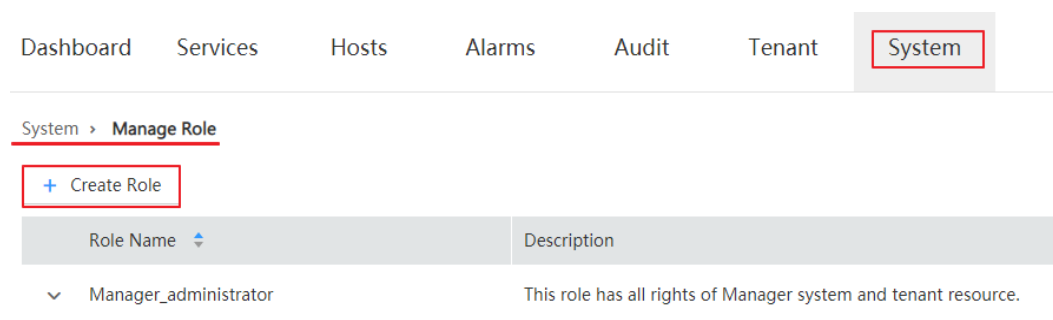 Dashboard Services Hosts Alarms Audit Tenant System
System > Manage Role
+ Create Role
Role Name Description
Manager_administrator This role has all rights of Manager system and tenant resource.